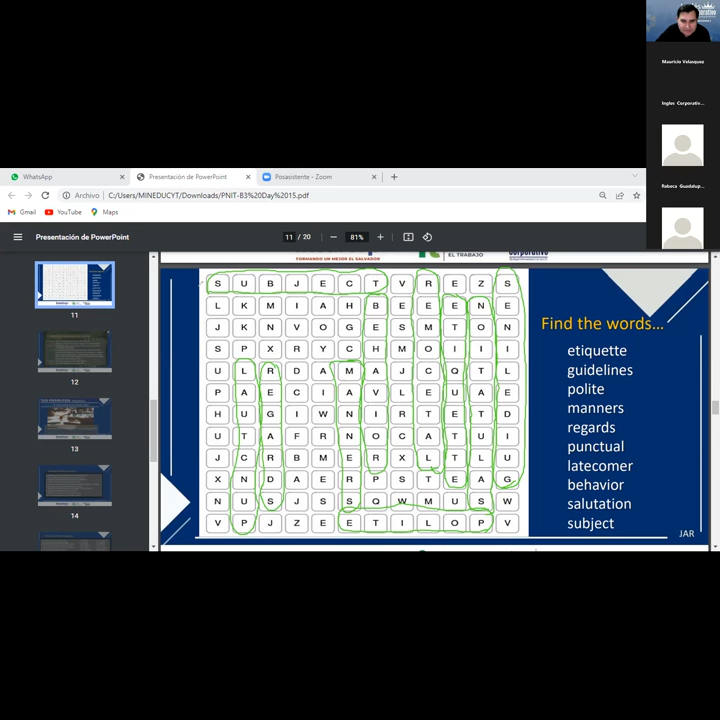 Mauricio Velasquez
Ingles Corporativ...
Rebeca Guadalup...
WhatsApp
Presentación de PowerPoint
Posasistente - Zoom
Archivo
C:/Users/MINEDUCYT/Downloads/PNIT-B3%20Day%2015.pdf
Gmail
YouTube
Maps
Presentación de PowerPoint
11 / 20
81%
FORMANDO UN MEJOR EL SALVADOR
EL TRABAJO
S U B J E C T V R E Z S
L K M I A H B E E E N E
J K N V O G E S M T O N
S P X R Y C H M O I I I
U L R D A M A J C Q T L
P A E C I A V L E U A E
H U G I W N I R T E T D
U T A F R N O C A T U I
J C R B M E R X L T L U
X N D A E R P S T E A G
N U S J S S Q W M U S W
V P J Z E E T I L O P V
Find the words...
etiquette
guidelines
polite
manners
regards
punctual
latecomer
behavior
salutation
subject
JAR
11
12
13
14